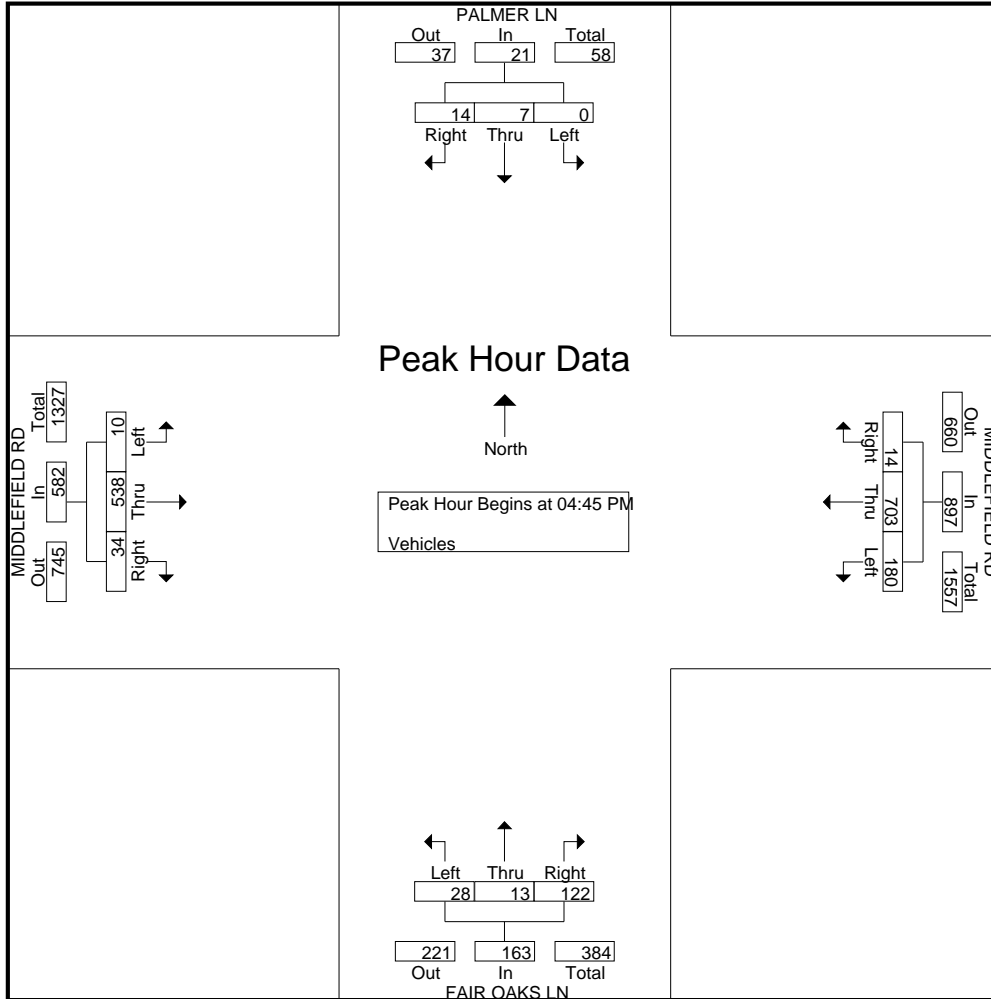 PALMER LN
Out In Total
37 21 58
14 7 0
Right Thru Left
Peak Hour Data
North
Peak Hour Begins at 04:45 PM
Vehicles
MIDDLEFIELD RD
Total In Out
1327 582 745
10 538 34
Left Thru Right
MIDDLEFIELD RD
Out In Total
660 897 1557
14 703 180
Right Thru Left
Left Thru Right
28 13 122
221 163 384
Out In Total
FAIR OAKS LN